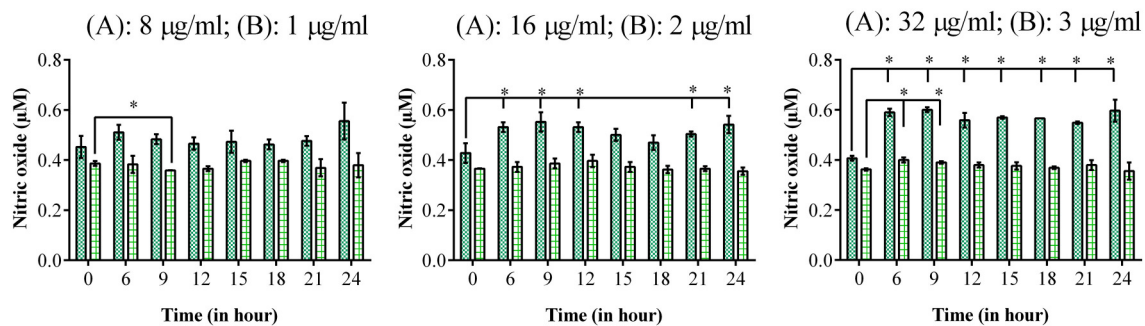 (A): 8 µg/ml; (B): 1 µg/ml
Nitric oxide (µM)
0.8
0.6
0.4
0.2
0.0
*
0 6 9 12 15 18 21 24
Time (in hour)
(A): 16 µg/ml; (B): 2 µg/ml
Nitric oxide (µM)
0.8
0.6
0.4
0.2
0.0
* * * * *
0 6 9 12 15 18 21 24
Time (in hour)
(A): 32 µg/ml; (B): 3 µg/ml
Nitric oxide (µM)
0.8
0.6
0.4
0.2
0.0
* * * * * * *
* *
0 6 9 12 15 18 21 24
Time (in hour)